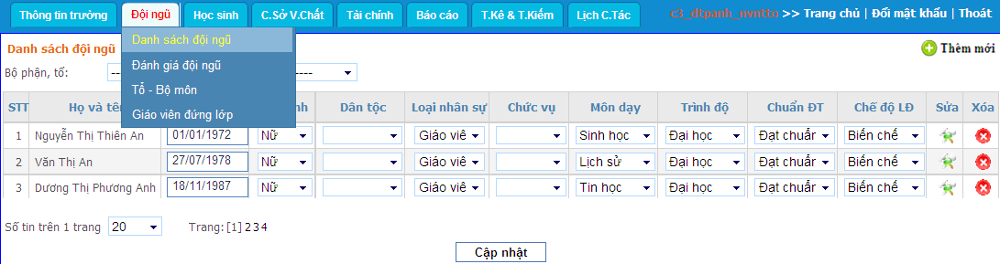 Thông tin trường Đội ngũ Học sinh C.Sở V.Chất Tài chính Báo cáo T.Kê & T.Kiếm Lịch C.Tác c3_dtpanh_nvntto >> Trang chủ | Đổi mật khẩu | Thoát
Danh sách đội ngũ
Đánh giá đội ngũ
Tổ - Bộ môn
Giáo viên đứng lớp
Danh sách đội ngũ Thêm mới
Bộ phận, tổ:
STT Họ và tên nh Dân tộc Loại nhân sự Chức vụ Môn dạy Trình độ Chuẩn ĐT Chế độ LĐ Sửa Xóa
1 Nguyễn Thị Thiên An 01/01/1972 Nữ Giáo viê Sinh học Đại học Đạt chuẩr Biến chế
2 Văn Thị An 27/07/1978 Nữ Giáo viê Lịch sử Đại học Đạt chuẩr Biến chế
3 Dương Thị Phương Anh 18/11/1987 Nữ Giáo viê Tin học Đại học Đạt chuẩr Biến chế
Số tin trên 1 trang 20 Trang: [1] 2 3 4
Cập nhật